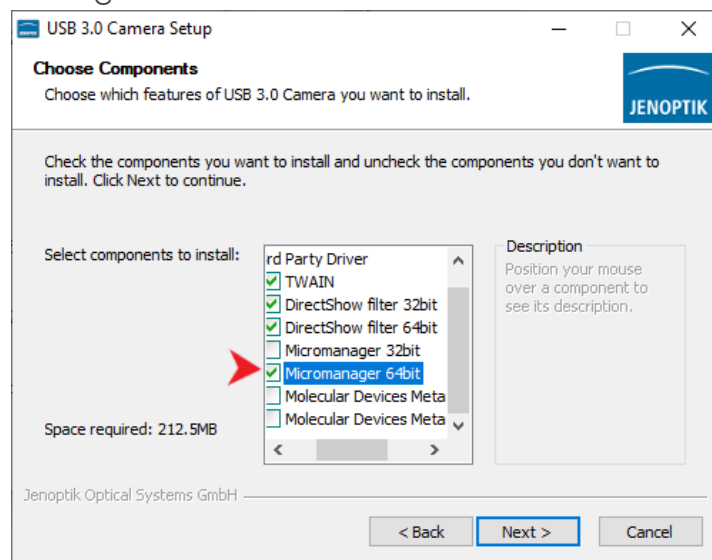 USB 3.0 Camera Setup
Choose Components
Choose which features of USB 3.0 Camera you want to install.
JENOPTIK
Check the components you want to install and uncheck the components you don't want to
install. Click Next to continue.
Select components to install:
rd Party Driver
TWAIN
DirectShow filter 32bit
DirectShow filter 64bit
Micromanager 32bit
Micromanager 64bit
Molecular Devices Meta
Molecular Devices Meta
Description
Position your mouse
over a component to
see its description.
Space required: 212.5MB
Jenoptik Optical Systems GmbH
< Back
Next >
Cancel